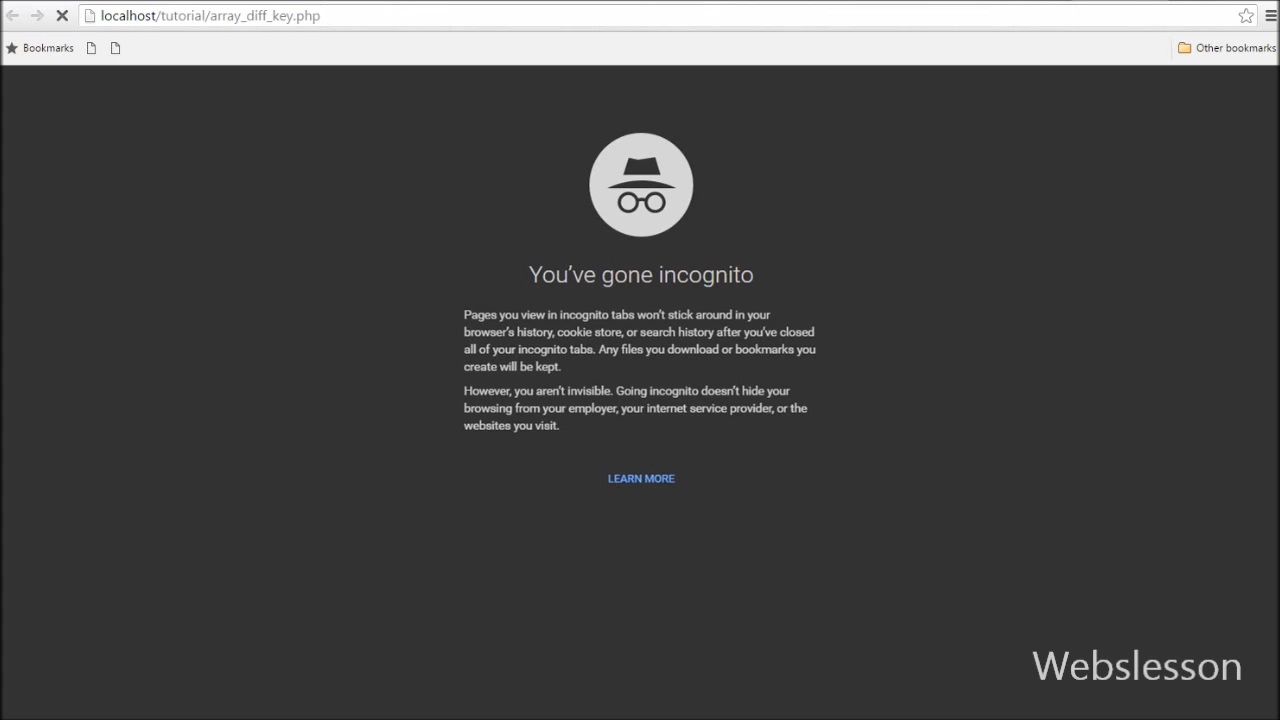 localhost/tutorial/array_diff_key.php
Bookmarks
Other bookmarks
You've gone incognito
Pages you view in incognito tabs won't stick around in your
browser's history, cookie store, or search history after you've closed
all of your incognito tabs. Any files you download or bookmarks you
create will be kept.
However, you aren't invisible. Going incognito doesn't hide your
browsing from your employer, your internet service provider, or the
websites you visit.
LEARN MORE
Webslesson